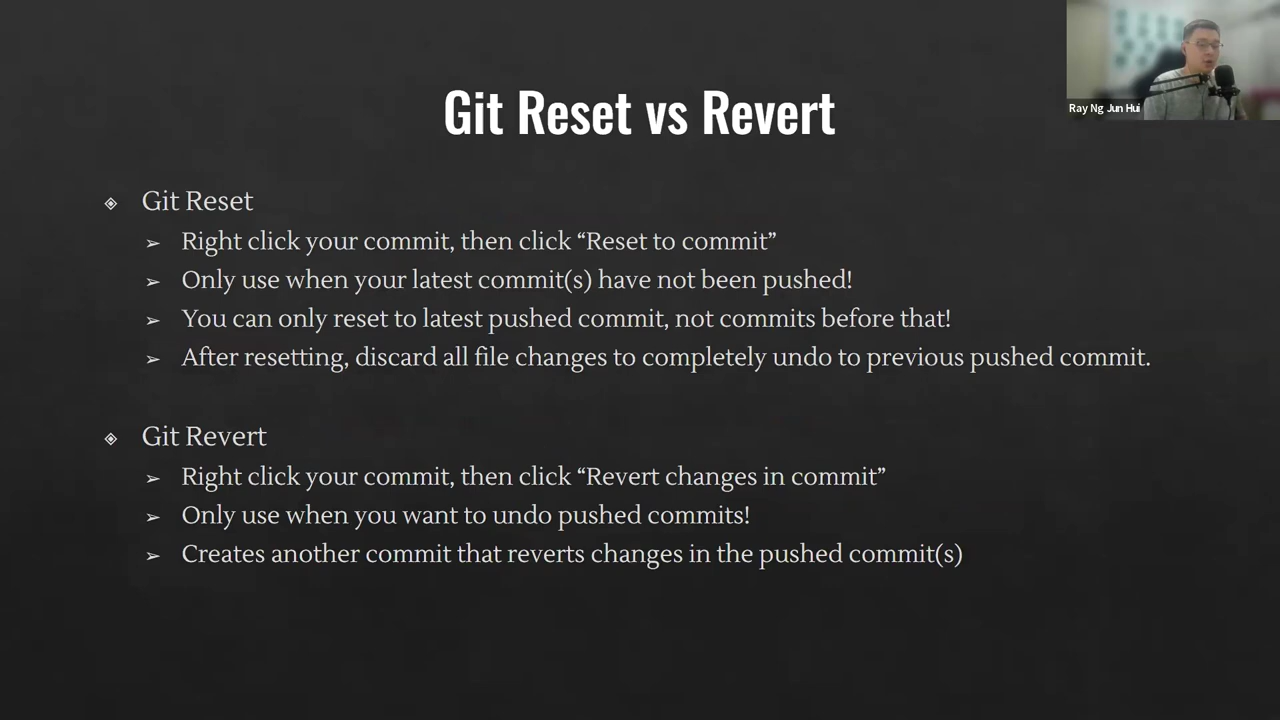 Git Reset vs Revert
Ray Ng Jun Hui
Git Reset
Right click your commit, then click “Reset to commit”
Only use when your latest commit(s) have not been pushed!
You can only reset to latest pushed commit, not commits before that!
After resetting, discard all file changes to completely undo to previous pushed commit.
Git Revert
Right click your commit, then click “Revert changes in commit”
Only use when you want to undo pushed commits!
Creates another commit that reverts changes in the pushed commit(s)